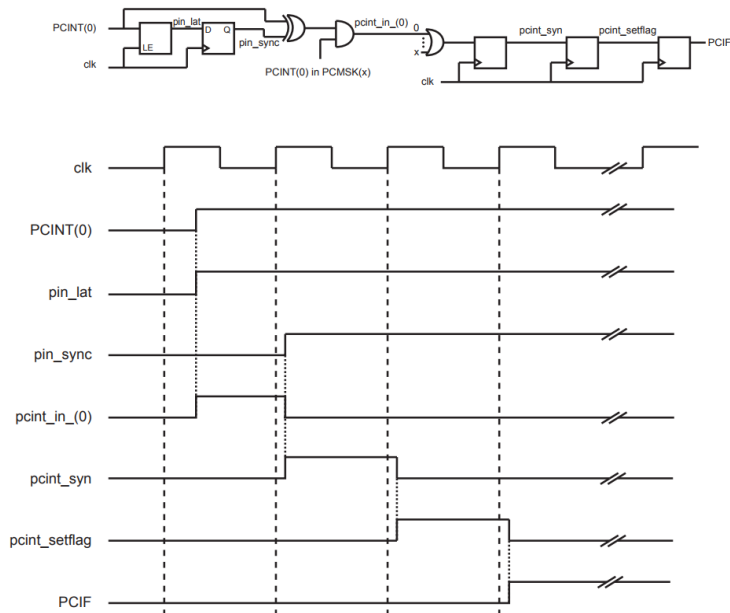 PCINT(0)
pin_lat
D Q
LE
pin_sync
clk
PCINT(0) in PCMSK(x)
pcint_in_(0)
0
x
clk
pcint_syn
pcint_setflag
PCIF
clk
PCINT(0)
pin_lat
pin_sync
pcint_in_(0)
pcint_syn
pcint_setflag
PCIF